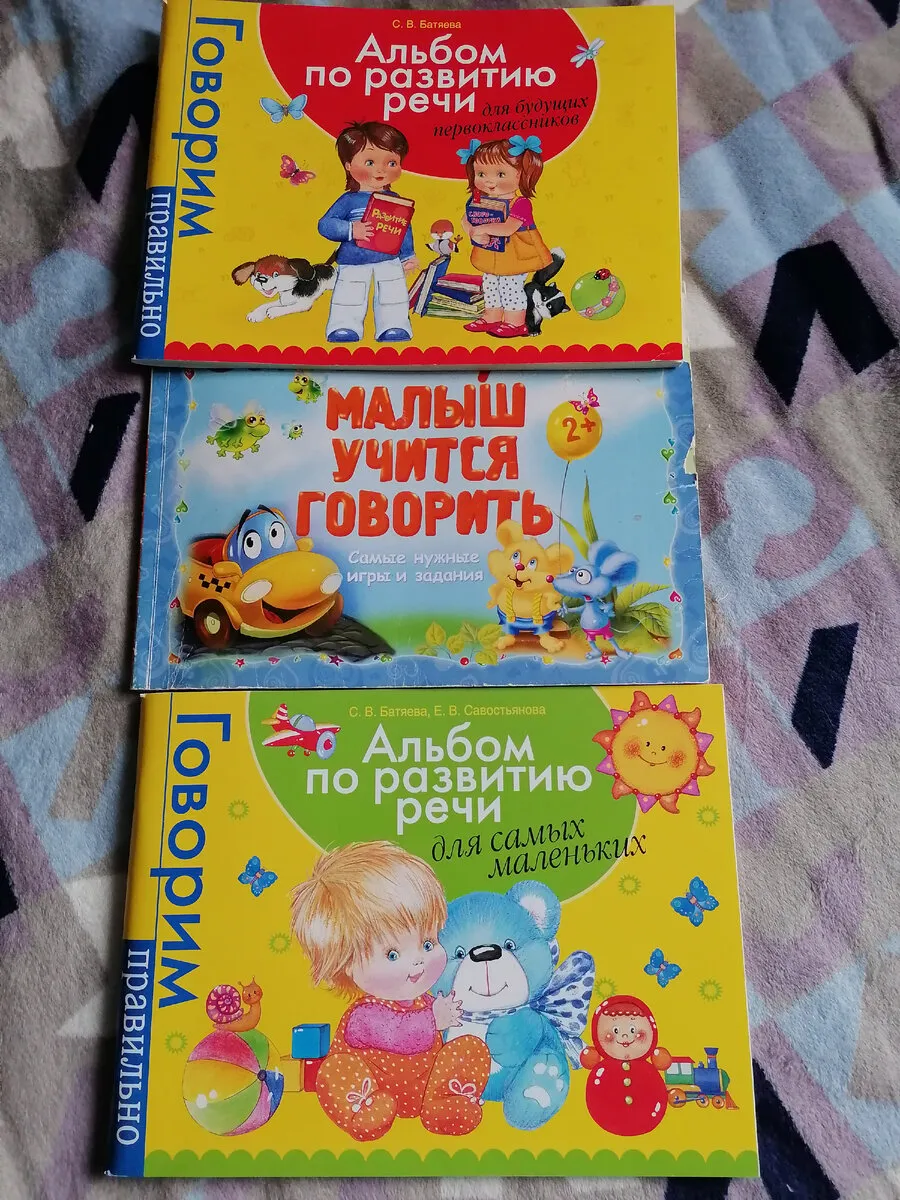 Говорим
правильно
С. В. Батяева
Альбом
по развитию
речи
для будущих
первоклассников
РАЗВИТИЕ
РЕЧИ
МАЛЫШ
УЧИТСЯ
ГОВОРИТЬ
2+
Самые нужные
игры и задания
Говорим
правильно
С. В. Батяева, Е. В. Савостьянова
Альбом
по развитию
речи
для самых
маленьких